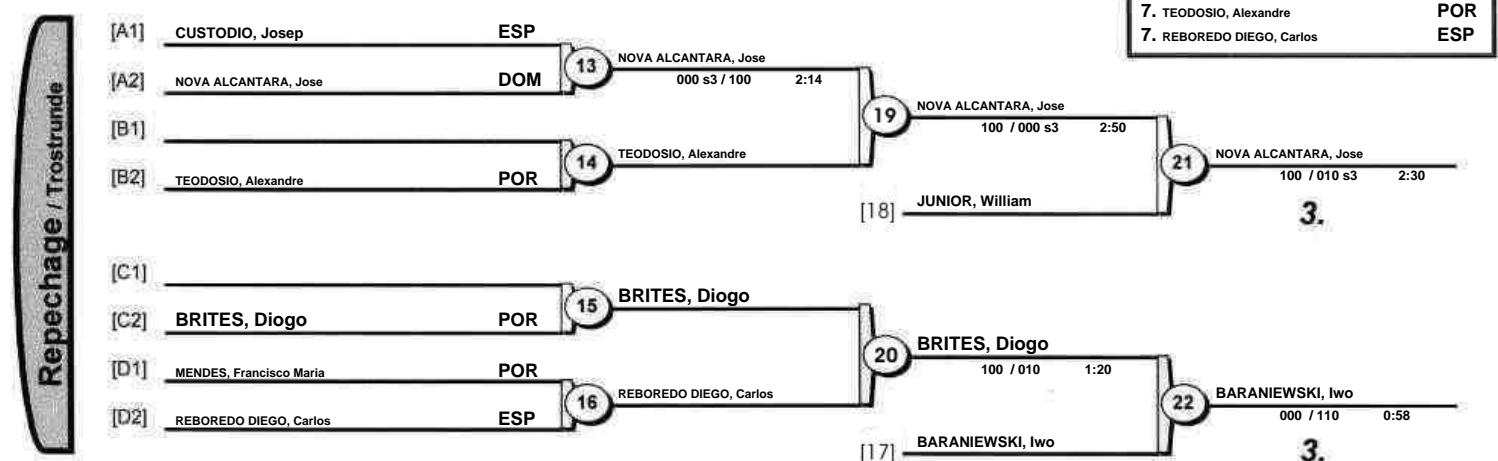 7. TEODOSIO, Alexandre POR
7. REBOREDO DIEGO, Carlos ESP
Repechage / Trostrunde
[A1] CUSTODIO, Josep ESP
[A2] NOVA ALCANTARA, Jose DOM
13 NOVA ALCANTARA, Jose
000 s3 / 100 2:14
[B1]
[B2] TEODOSIO, Alexandre POR
14 TEODOSIO, Alexandre
19 NOVA ALCANTARA, Jose
100 / 000 s3 2:50
[18] JUNIOR, William
21 NOVA ALCANTARA, Jose
100 / 010 s3 2:30
3.
[C1]
[C2] BRITES, Diogo POR
15 BRITES, Diogo
[D1] MENDES, Francisco Maria POR
[D2] REBOREDO DIEGO, Carlos ESP
16 REBOREDO DIEGO, Carlos
20 BRITES, Diogo
100 / 010 1:20
[17] BARANIEWSKI, Iwo
22 BARANIEWSKI, Iwo
000 / 110 0:58
3.